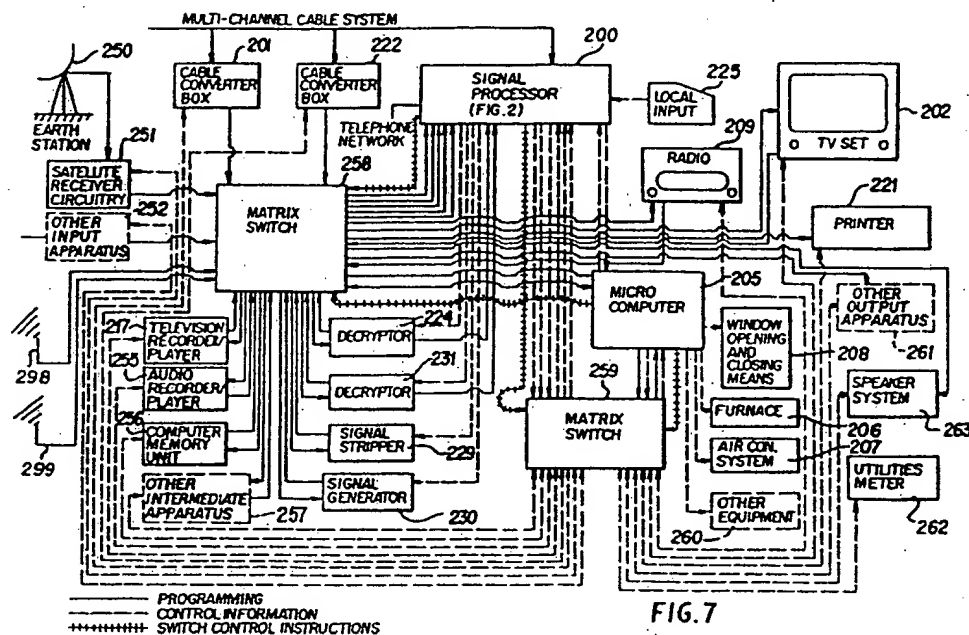 MULTI-CHANNEL CABLE SYSTEM
250
201
CABLE
CONVERTER
BOX
222
CABLE
CONVERTER
BOX
200
SIGNAL
PROCESSOR
(FIG.2)
225
LOCAL
INPUT
202
TV SET
EARTH
STATION
251
SATELLITE
RECEIVER
CIRCUITRY
TELEPHONE
NETWORK
258
MATRIX
SWITCH
209
RADIO
221
PRINTER
252
OTHER
INPUT
APPARATUS
205
MICRO
COMPUTER
OTHER
OUTPUT
APPARATUS
261
217
TELEVISION
RECORDER/
PLAYER
224
DECRYPTOR
WINDOW
OPENING
AND
CLOSING
MEANS
208
298
255
AUDIO
RECORDER/
PLAYER
231
DECRYPTOR
259
MATRIX
SWITCH
SPEAKER
SYSTEM
263
256
COMPUTER
MEMORY
UNIT
SIGNAL
STRIPPER
229
FURNACE
206
299
AIR CON.
SYSTEM
207
UTILITIES
METER
262
OTHER
INTERMEDIATE
APPARATUS
257
SIGNAL
GENERATOR
230
OTHER
EQUIPMENT
260
PROGRAMMING
CONTROL INFORMATION
SWITCH CONTROL INSTRUCTIONS
FIG.7